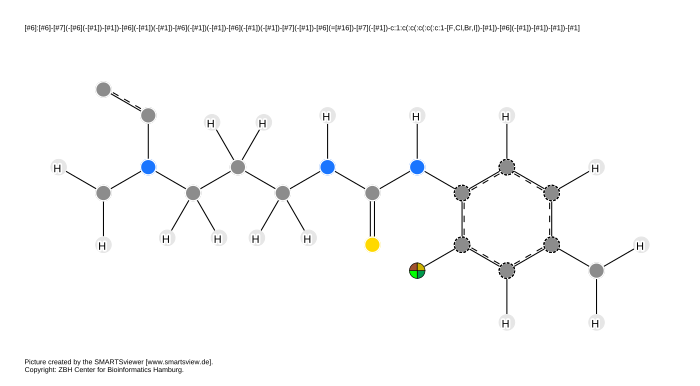 [#6]:[#6]-[#7](-[#6](-[#1])-[#1])-[#6](-[#1])(-[#1])-[#6](-[#1])(-[#1])-[#6](-[#1])(-[#1])-[#7](-[#1])-[#6](=[#16])-[#7](-[#1])-c:1:c(:c(:c(:c(:c:1-[F,Cl,Br,I])-[#1])-[#6](-[#1])-[#1])-[#1])-[#1]
H H H
H H
H H
H H H H H
H
H H
Picture created by the SMARTSviewer [www.smartsview.de].
Copyright: ZBH Center for Bioinformatics Hamburg.